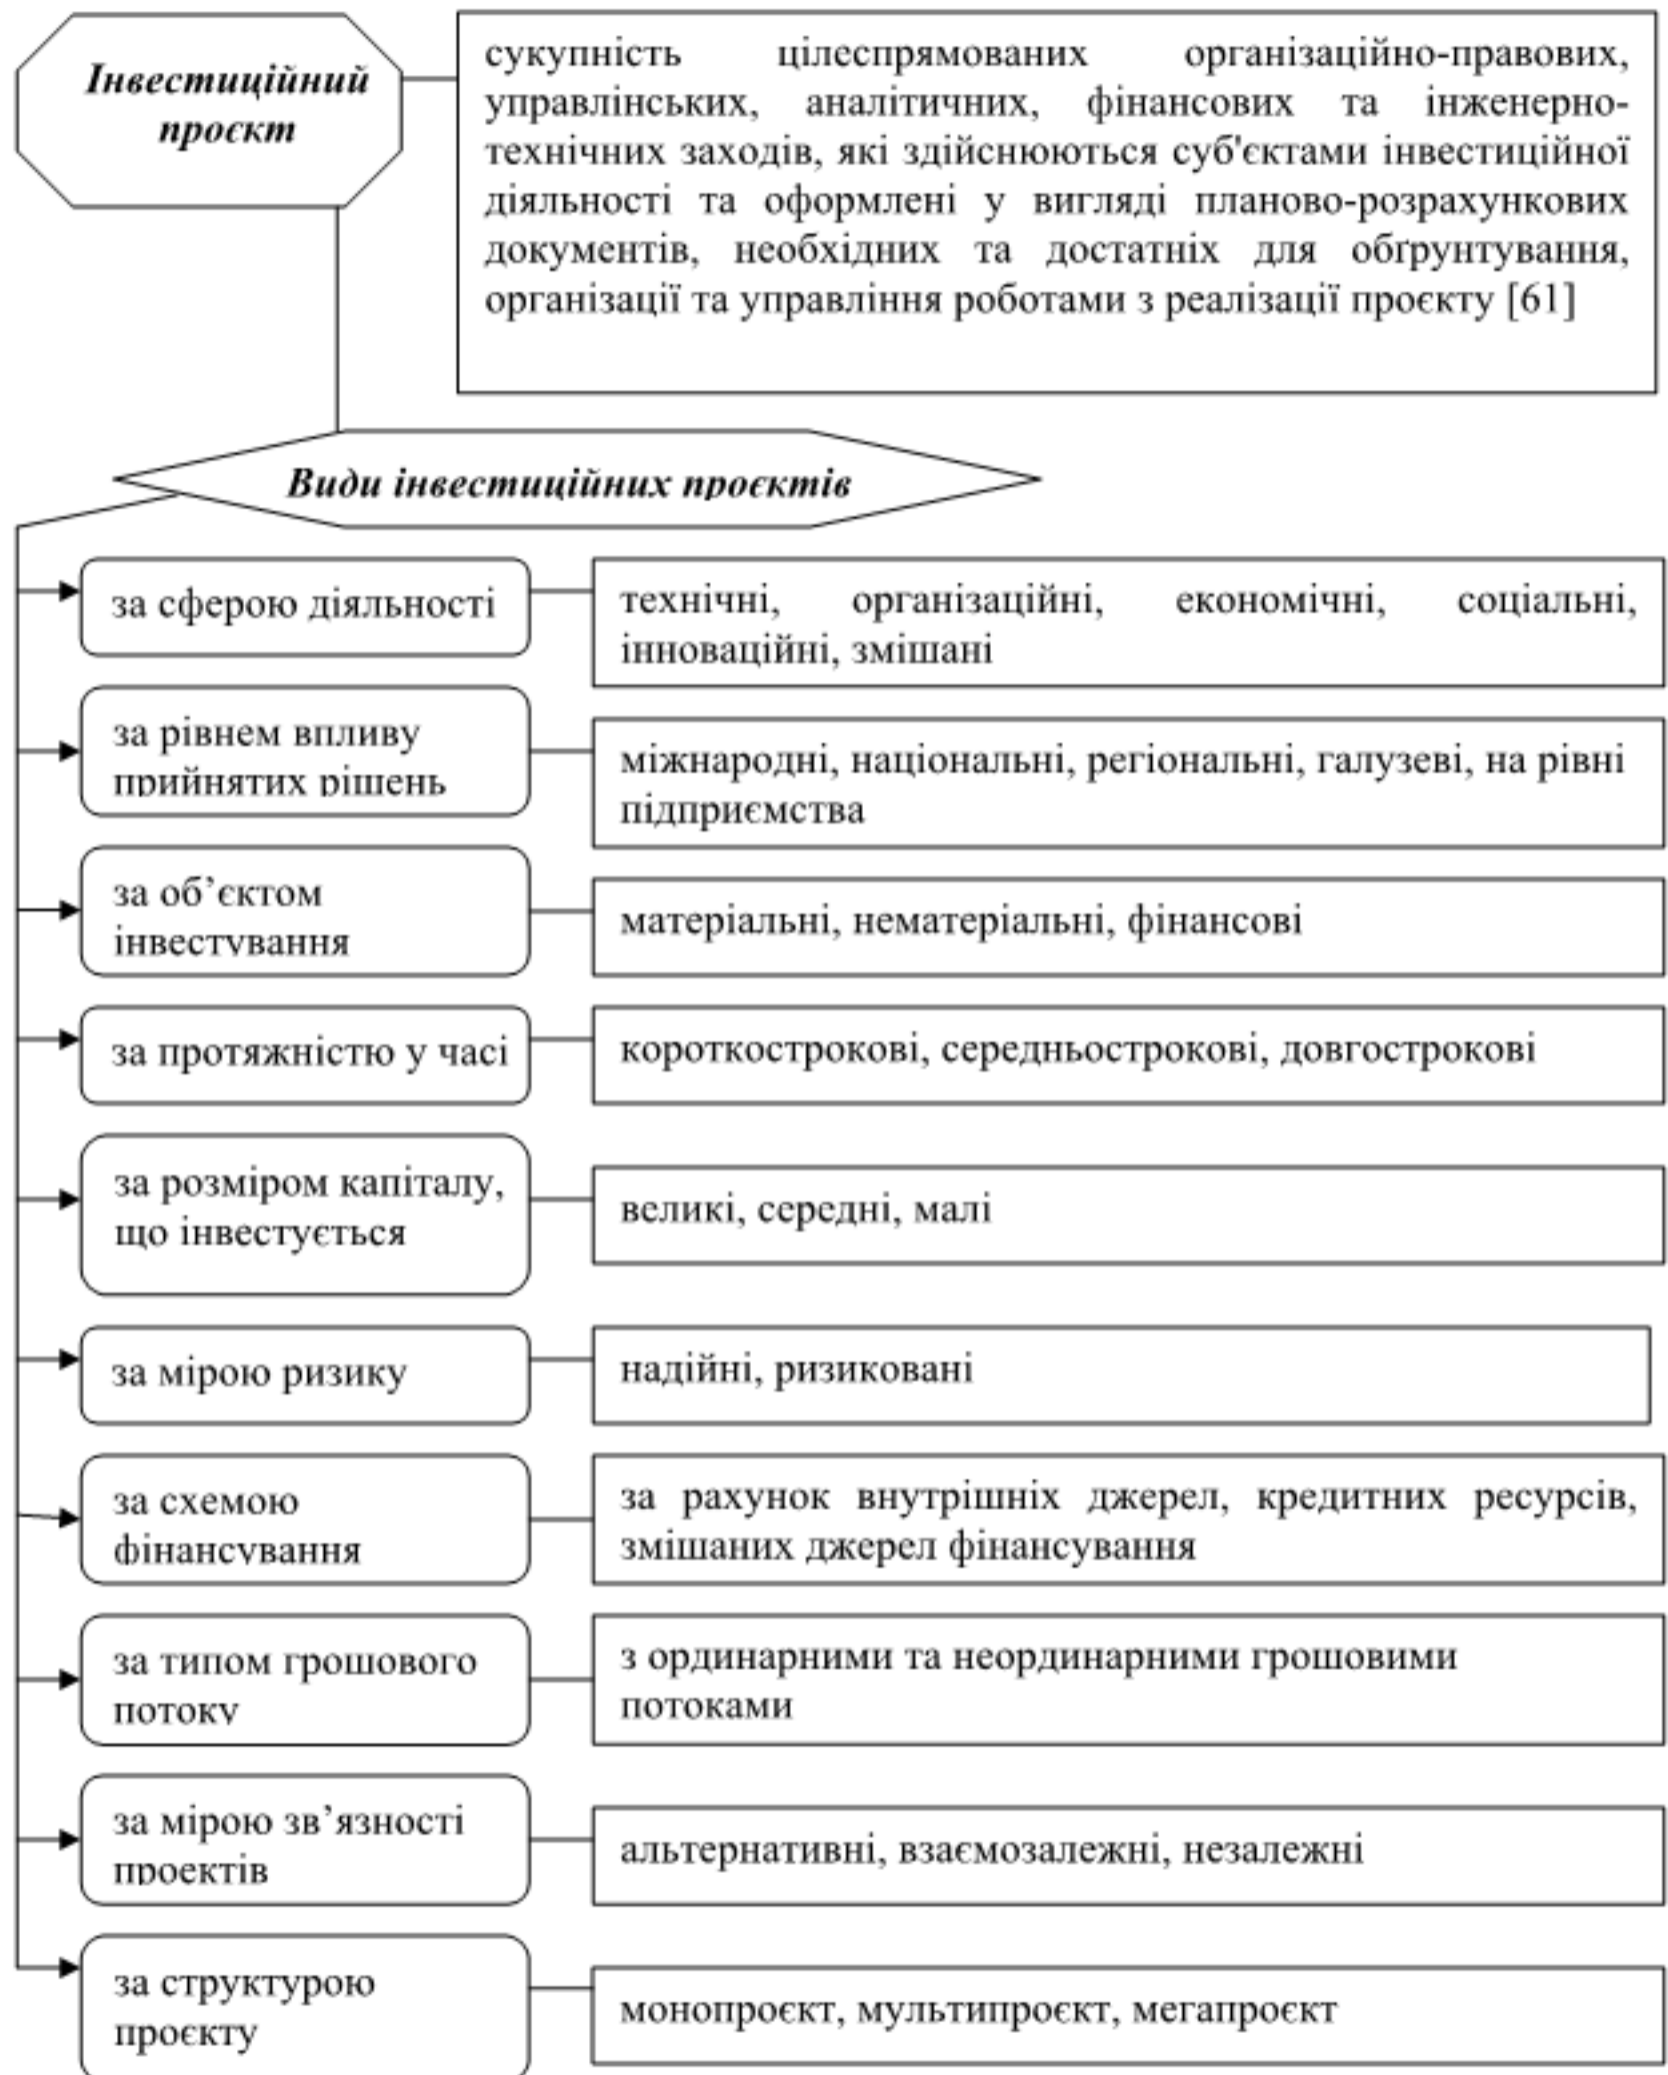 Інвестиційний
проєкт
сукупність цілеспрямованих організаційно-правових,
управлінських, аналітичних, фінансових та інженерно-
технічних заходів, які здійснюються суб'єктами інвестиційної
діяльності та оформлені у вигляді планово-розрахункових
документів, необхідних та достатніх для обґрунтування,
організації та управління роботами з реалізації проєкту [61]
Види інвестиційних проєктів
за сферою діяльності
технічні, організаційні, економічні, соціальні,
інноваційні, змішані
за рівнем впливу
прийнятих рішень
міжнародні, національні, регіональні, галузеві, на рівні
підприємства
за об’єктом
інвестування
матеріальні, нематеріальні, фінансові
за протяжністю у часі
короткострокові, середньострокові, довгострокові
за розміром капіталу,
що інвестується
великі, середні, малі
за мірою ризику
надійні, ризиковані
за схемою
фінансування
за рахунок внутрішніх джерел, кредитних ресурсів,
змішаних джерел фінансування
за типом грошового
потоку
з ординарними та неординарними грошовими
потоками
за мірою зв’язності
проектів
альтернативні, взаємозалежні, незалежні
за структурою
проєкту
монопроєкт, мультипроєкт, мегапроєкт